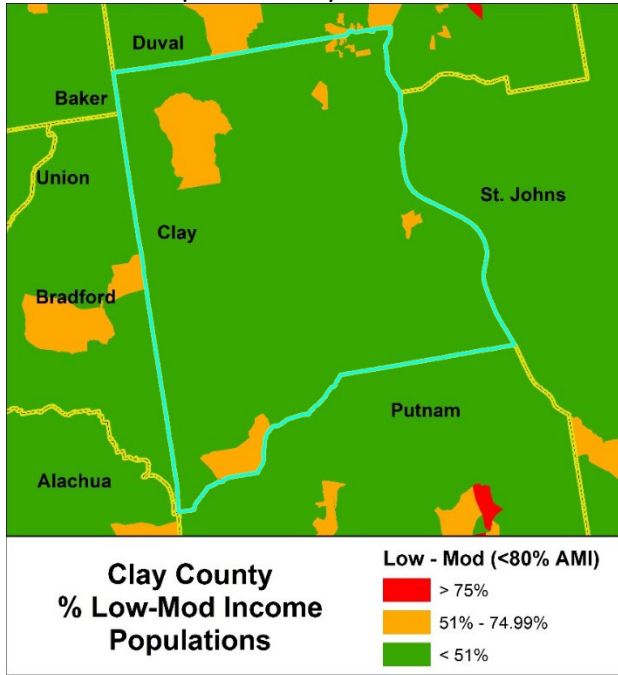 Duval
Baker
Union
St. Johns
Clay
Bradford
Putnam
Alachua
Clay County
% Low-Mod Income
Populations
Low - Mod (<80% AMI)
> 75%
51% - 74.99%
< 51%